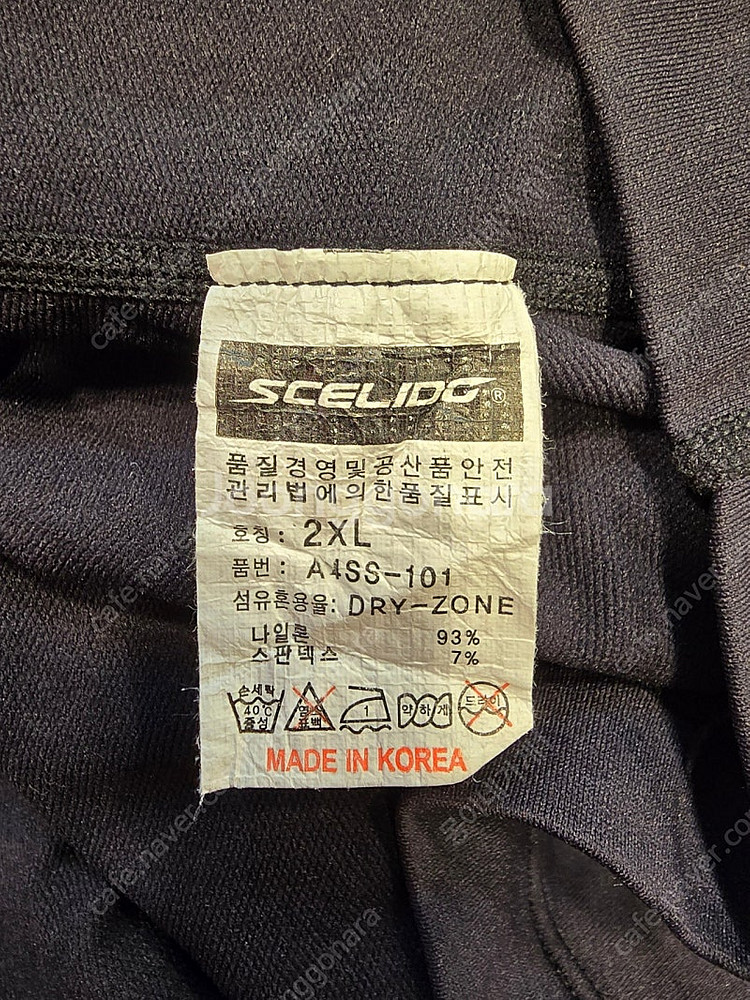 SCELIDO®
품질경영및공산품안전
관리법에의한품질표시
호칭: 2XL
품번: A4SS-101
섬유혼용율: DRY-ZONE
나일론 93%
스판덱스 7%
손세탁 40℃ 중성 염소표백 1 약하게 드라이
MADE IN KOREA
cafe.naver.com